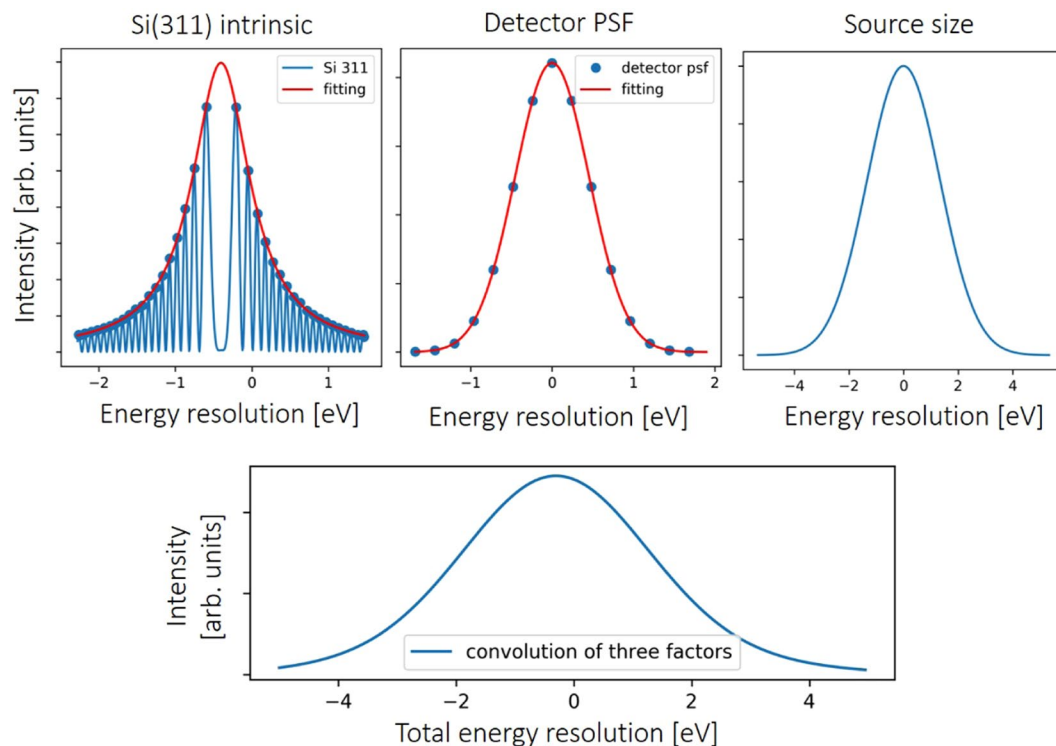 Si(311) intrinsic
Detector PSF
Source size
Intensity [arb. units]
Si 311
fitting
detector psf
fitting
−2 −1 0 1
−1 0 1 2
−4 −2 0 2 4
Energy resolution [eV]
Energy resolution [eV]
Energy resolution [eV]
Intensity
[arb. units]
convolution of three factors
−4 −2 0 2 4
Total energy resolution [eV]